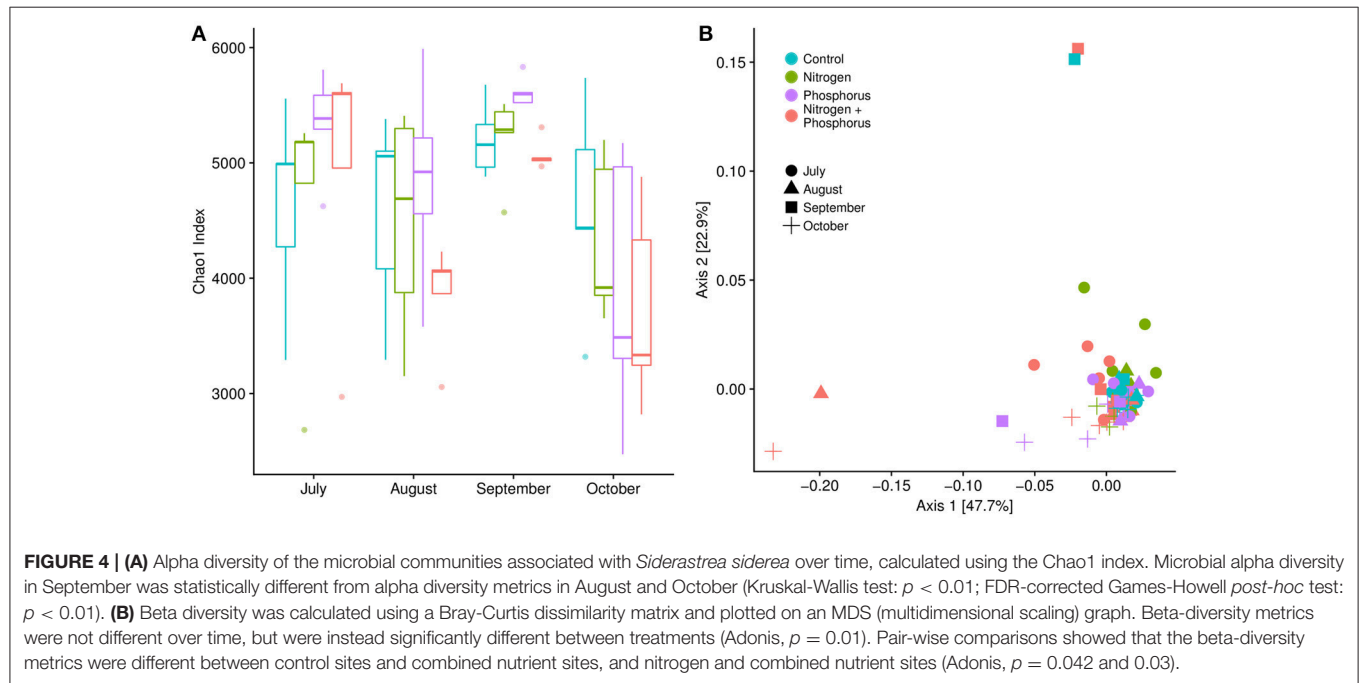 A
6000
5000
4000
3000
Chao1 Index
July
August
September
October
B
Control
Nitrogen
Phosphorus
Nitrogen +
Phosphorus
July
August
September
October
0.15
0.10
0.05
0.00
Axis 2 [22.9%]
−0.20
−0.15
−0.10
−0.05
0.00
Axis 1 [47.7%]
FIGURE 4 | (A) Alpha diversity of the microbial communities associated with Siderastrea siderea over time, calculated using the Chao1 index. Microbial alpha diversity
in September was statistically different from alpha diversity metrics in August and October (Kruskal-Wallis test: p < 0.01; FDR-corrected Games-Howell post-hoc test:
p < 0.01). (B) Beta diversity was calculated using a Bray-Curtis dissimilarity matrix and plotted on an MDS (multidimensional scaling) graph. Beta-diversity metrics
were not different over time, but were instead significantly different between treatments (Adonis, p = 0.01). Pair-wise comparisons showed that the beta-diversity
metrics were different between control sites and combined nutrient sites, and nitrogen and combined nutrient sites (Adonis, p = 0.042 and 0.03).